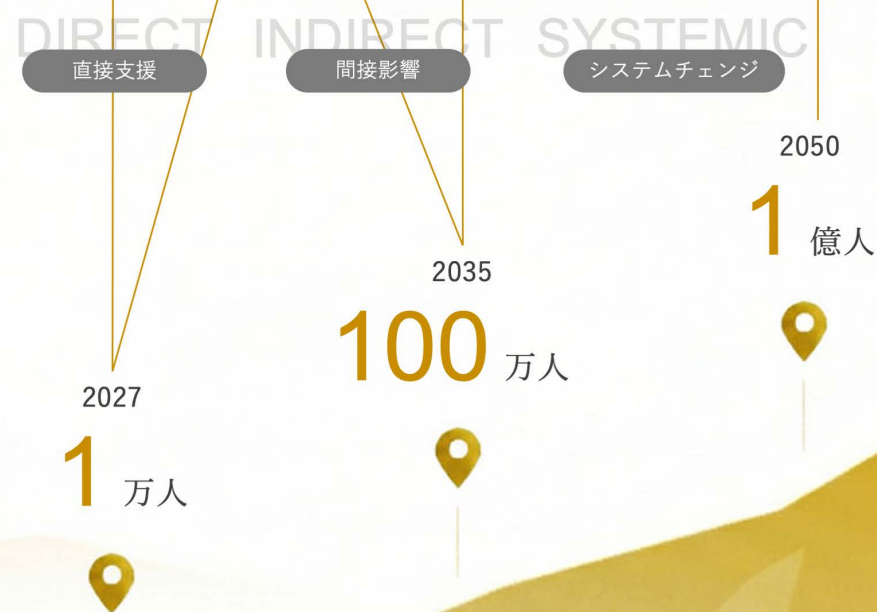 DIRECT
直接支援
2027
1 万人
INDIRECT
間接影響
2035
100 万人
SYSTEMIC
システムチェンジ
2050
1 億人